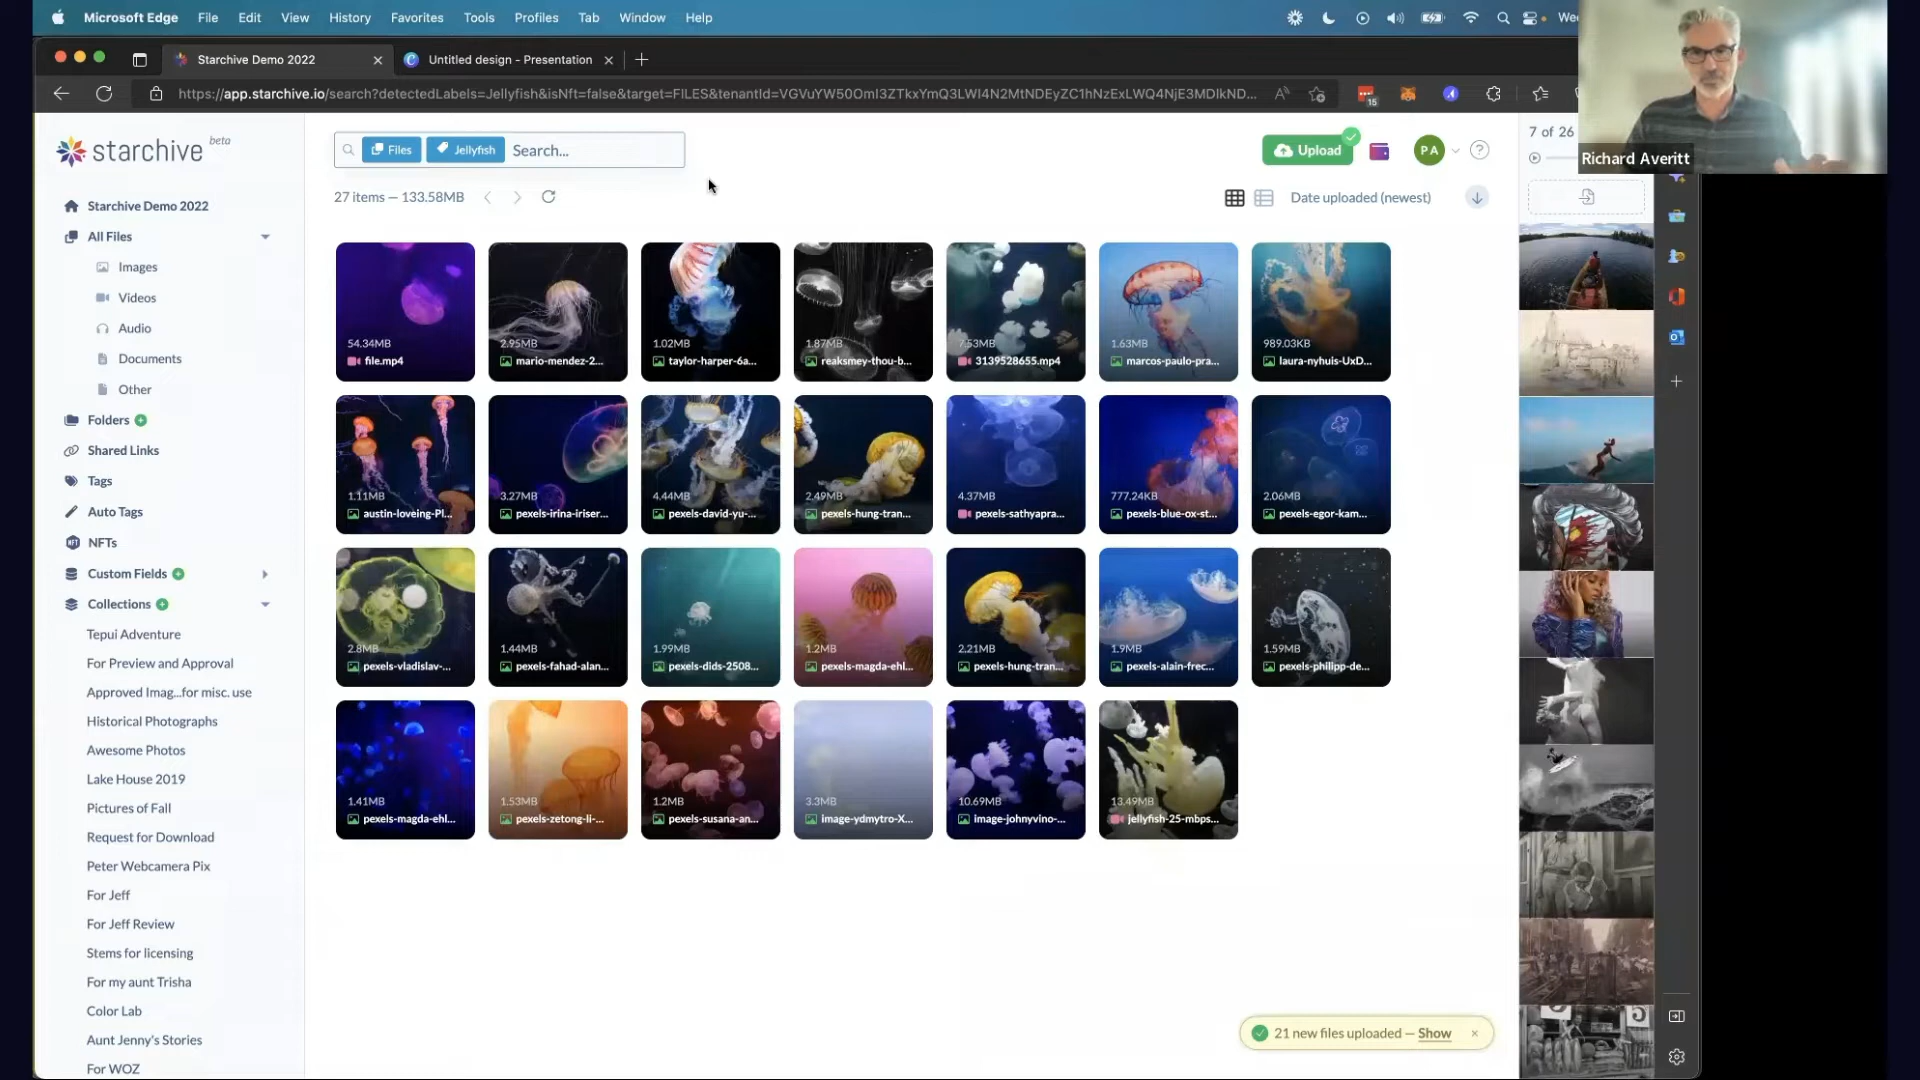 Microsoft Edge File Edit View History Favorites Tools Profiles Tab Window Help
Starchive Demo 2022
Untitled design - Presentation
https://app.starchive.io/search?detectedLabels=Jellyfish&isNft=false&target=FILES&tenantId=
15
Richard Averitt
starchive beta
Files
Jellyfish
Search...
Upload
PA
7 of 26
27 items — 133.58MB
Date uploaded (newest)
Starchive Demo 2022
All Files
Images
Videos
Audio
Documents
Other
Folders
Shared Links
Tags
Auto Tags
NFTs
Custom Fields
Collections
Tepui Adventure
For Preview and Approval
Approved Imag...for misc. use
Historical Photographs
Awesome Photos
Lake House 2019
Pictures of Fall
Request for Download
Peter Webcamera Pix
For Jeff
For Jeff Review
Stems for licensing
For my aunt Trisha
Color Lab
Aunt Jenny's Stories
For WOZ
54.34MB
file.mp4
2.95MB
mario-mendez-2...
1.02MB
taylor-harper-6a...
1.87MB
reaksmey-thou-b...
7.53MB
3139528655.mp4
1.63MB
marcos-paulo-pra...
989.03KB
laura-nyhuis-UxD...
1.11MB
austin-loveing-Pl...
3.27MB
pexels-irina-iriser...
4.44MB
pexels-david-yu-...
2.49MB
pexels-hung-tran...
4.37MB
pexels-sathyapra...
777.24KB
pexels-blue-ox-st...
2.06MB
pexels-egor-kam...
2.8MB
pexels-vladislav-...
1.44MB
pexels-fahad-alan...
1.99MB
pexels-dids-2508...
1.2MB
pexels-magda-ehl...
2.21MB
pexels-hung-tran...
1.9MB
pexels-alain-frec...
1.59MB
pexels-philipp-de...
1.41MB
pexels-magda-ehl...
1.53MB
pexels-zetong-li-...
1.2MB
pexels-susana-an...
3.3MB
image-ydmytro-X...
10.69MB
image-johnyvino-...
13.49MB
jellyfish-25-mbps...
21 new files uploaded — Show